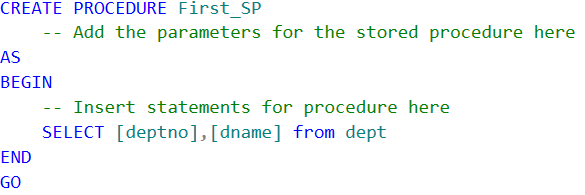 CREATE PROCEDURE First_SP
-- Add the parameters for the stored procedure here
AS
BEGIN
-- Insert statements for procedure here
SELECT [deptno],[dname] from dept
END
GO